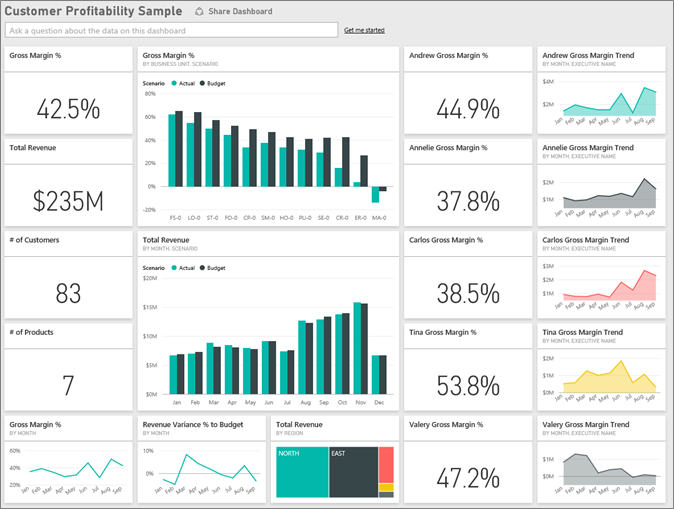 Customer Profitability Sample
Share Dashboard
Ask a question about the data on this dashboard
Get me started
Gross Margin %
42.5%
Gross Margin %
BY BUSINESS UNIT, SCENARIO
Scenario Actual Budget
80%
60%
40%
20%
0%
-20%
FS-0 LO-0 ST-0 FO-0 CP-0 SM-0 HO-0 PU-0 SE-0 CR-0 ER-0 MA-0
Andrew Gross Margin %
44.9%
Andrew Gross Margin Trend
BY MONTH, EXECUTIVE NAME
$4M
$2M
Jan Feb Mar Apr May Jun Jul Aug Sep
Total Revenue
$235M
Annelie Gross Margin %
37.8%
Annelie Gross Margin Trend
BY MONTH, EXECUTIVE NAME
$2M
$1M
Jan Feb Mar Apr May Jun Jul Aug Sep
# of Customers
83
Total Revenue
BY MONTH, SCENARIO
Scenario Actual Budget
$20M
$15M
$10M
$5M
$0M
Jan Feb Mar Apr May Jun Jul Aug Sep Oct Nov Dec
Carlos Gross Margin %
38.5%
Carlos Gross Margin Trend
BY MONTH, EXECUTIVE NAME
$3M
$2M
$1M
Jan Feb Mar Apr May Jun Jul Aug Sep
# of Products
7
Tina Gross Margin %
53.8%
Tina Gross Margin Trend
BY MONTH, EXECUTIVE NAME
$2M
$1M
Jan Feb Mar Apr May Jun Jul Aug Sep
Gross Margin %
BY MONTH
60%
40%
20%
Jan Feb Mar Apr May Jun Jul Aug Sep
Revenue Variance % to Budget
BY MONTH
10%
0%
Jan Feb Mar Apr May Jun Jul Aug Sep
Total Revenue
BY REGION
NORTH
EAST
Valery Gross Margin %
47.2%
Valery Gross Margin Trend
BY MONTH, EXECUTIVE NAME
$1M
$0M
Jan Feb Mar Apr May Jun Jul Aug Sep